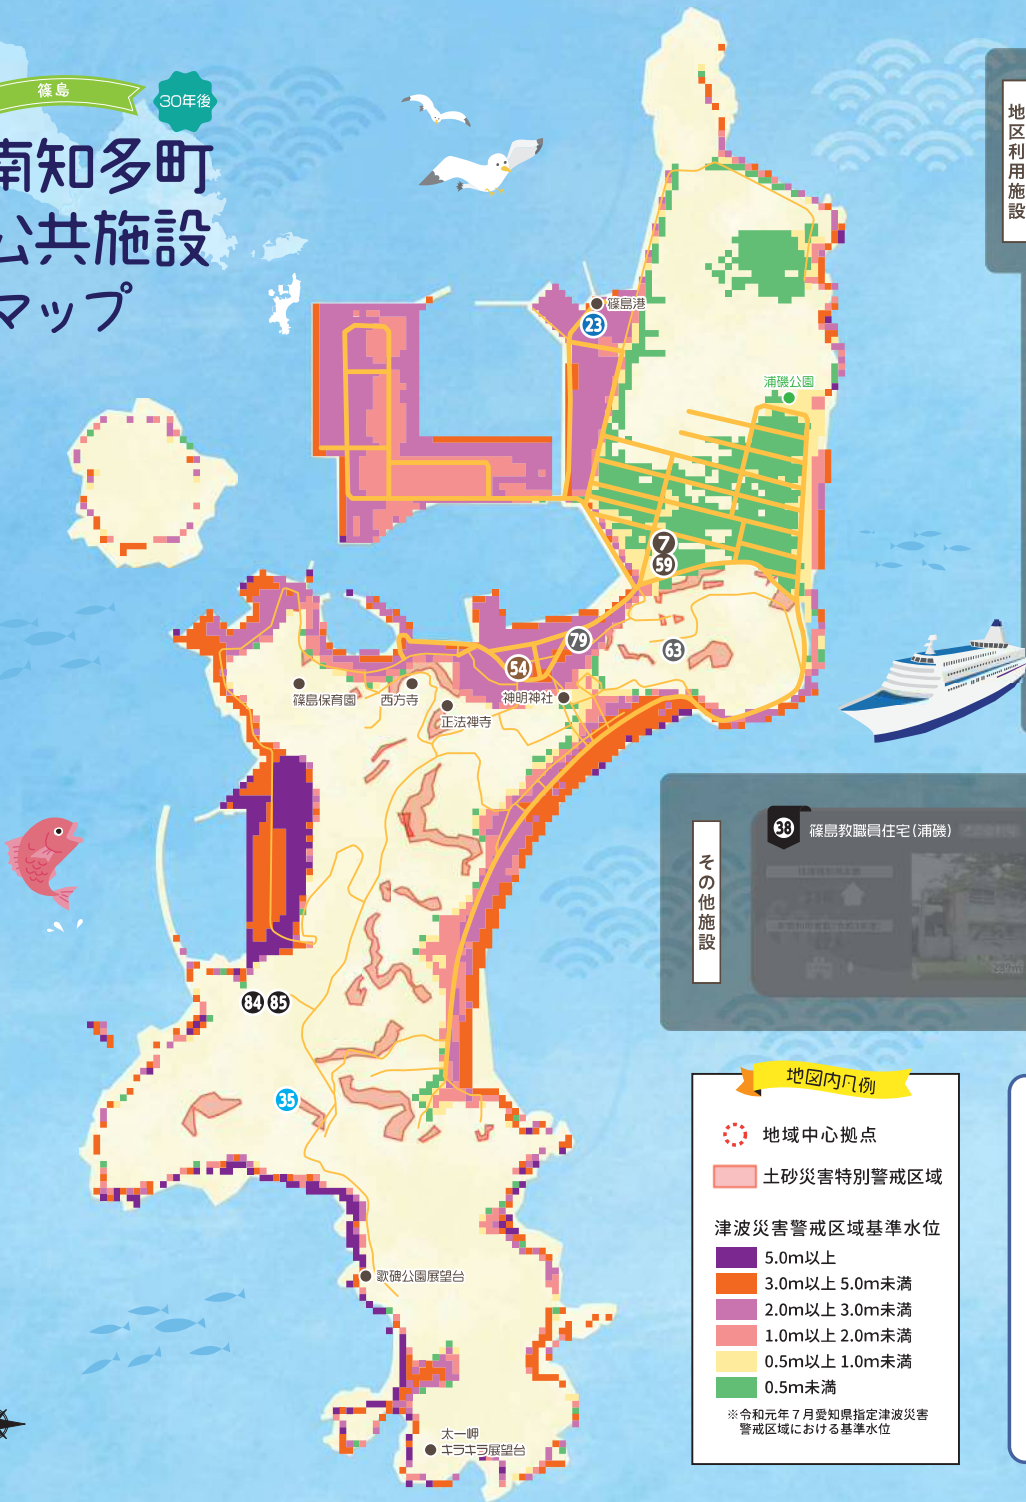 篠島
30年後
南知多町
公共施設
マップ
地区利用施設
篠島港
23
浦磯公園
7
59
79
63
54
篠島保育園
西方寺
神明神社
正法禅寺
38
篠島教職員住宅(浦磯)
その他施設
84
85
35
歌碑公園展望台
太一岬
キラキラ展望台
地図内凡例
地域中心拠点
土砂災害特別警戒区域
津波災害警戒区域基準水位
5.0m以上
3.0m以上 5.0m未満
2.0m以上 3.0m未満
1.0m以上 2.0m未満
0.5m以上 1.0m未満
0.5m未満
※令和元年7月愛知県指定津波災害
警戒区域における基準水位